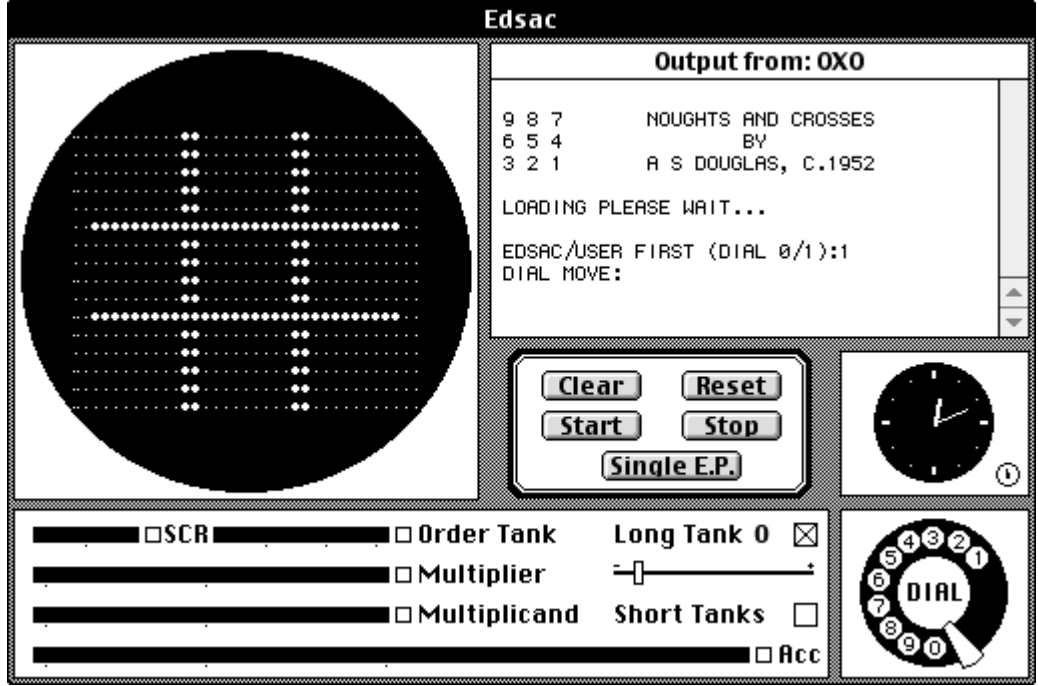 Edsac
Output from: OXO
9 8 7 NOUGHTS AND CROSSES
6 5 4 BY
3 2 1 A S DOUGLAS, C.1952
LOADING PLEASE WAIT...
EDSAC/USER FIRST (DIAL 0/1):1
DIAL MOVE:
Clear Reset
Start Stop
Single E.P.
SCR Order Tank Long Tank 0
Multiplier - +
Multiplicand Short Tanks
Acc
1
2
3
4
5
6
7
8
9
0
DIAL